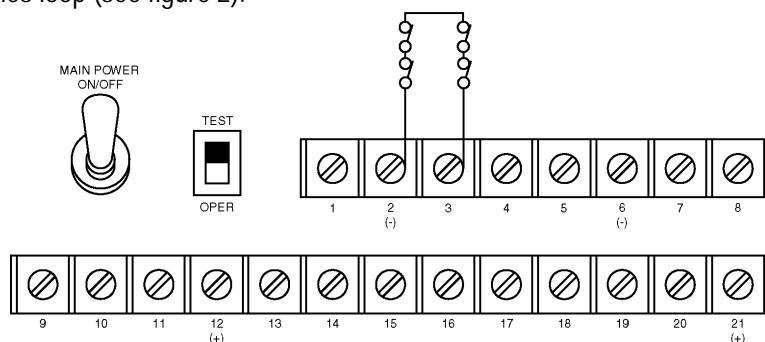 loop (see figure 2).
MAIN POWER
ON/OFF
TEST
OPER
1 2 3 4 5 6 7 8
(-) (-)
9 10 11 12 13 14 15 16 17 18 19 20 21
(+) (+)